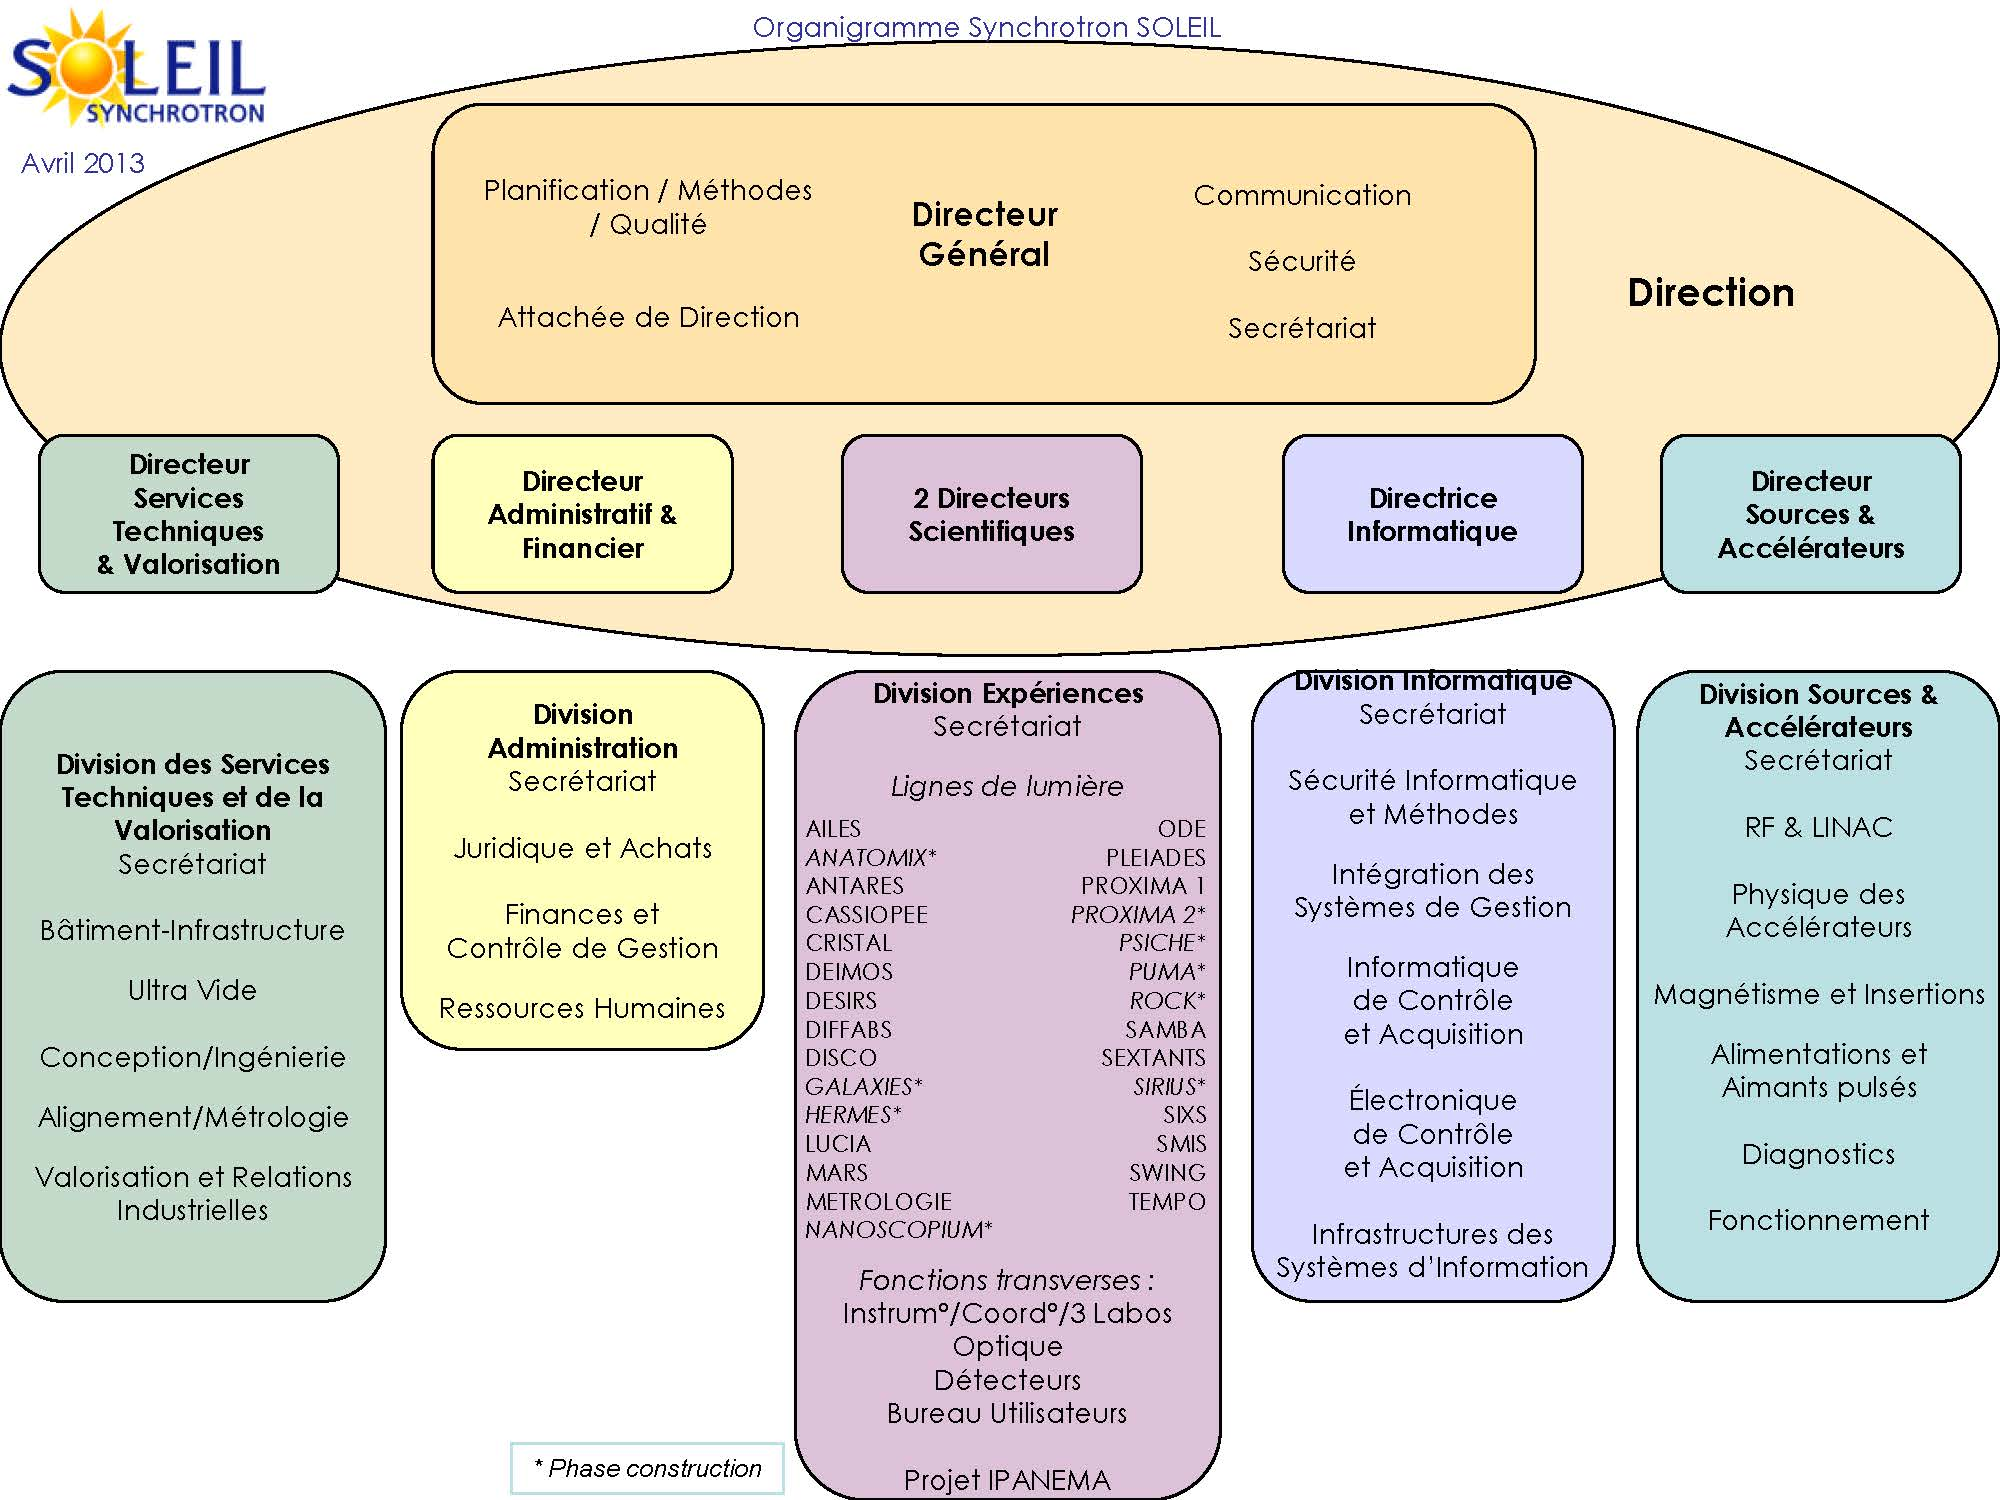 Organigramme Synchrotron SOLEIL
SOLEIL
SYNCHROTRON
Avril 2013
Planification / Méthodes
/ Qualité
Attachée de Direction
Directeur
Général
Communication
Sécurité
Secrétariat
Direction
Directeur
Services
Techniques
& Valorisation
Directeur
Administratif &
Financier
2 Directeurs
Scientifiques
Directrice
Informatique
Directeur
Sources &
Accélérateurs
Division des Services
Techniques et de la
Valorisation
Secrétariat
Bâtiment-Infrastructure
Ultra Vide
Conception/Ingénierie
Alignement/Métrologie
Valorisation et Relations
Industrielles
Division
Administration
Secrétariat
Juridique et Achats
Finances et
Contrôle de Gestion
Ressources Humaines
Division Expériences
Secrétariat
Lignes de lumière
AILES
ANATOMIX*
ANTARES
CASSIOPEE
CRISTAL
DEIMOS
DESIRS
DIFFABS
DISCO
GALAXIES*
HERMES*
LUCIA
MARS
METROLOGIE
NANOSCOPIUM*
ODE
PLEIADES
PROXIMA 1
PROXIMA 2*
PSICHE*
PUMA*
ROCK*
SAMBA
SEXTANTS
SIRIUS*
SIXS
SMIS
SWING
TEMPO
Fonctions transverses :
Instrum°/Coord°/3 Labos
Optique
Détecteurs
Bureau Utilisateurs
Projet IPANEMA
Division Informatique
Secrétariat
Sécurité Informatique
et Méthodes
Intégration des
Systèmes de Gestion
Informatique
de Contrôle
et Acquisition
Électronique
de Contrôle
et Acquisition
Infrastructures des
Systèmes d'Information
Division Sources &
Accélérateurs
Secrétariat
RF & LINAC
Physique des
Accélérateurs
Magnétisme et Insertions
Alimentations et
Aimants pulsés
Diagnostics
Fonctionnement
* Phase construction